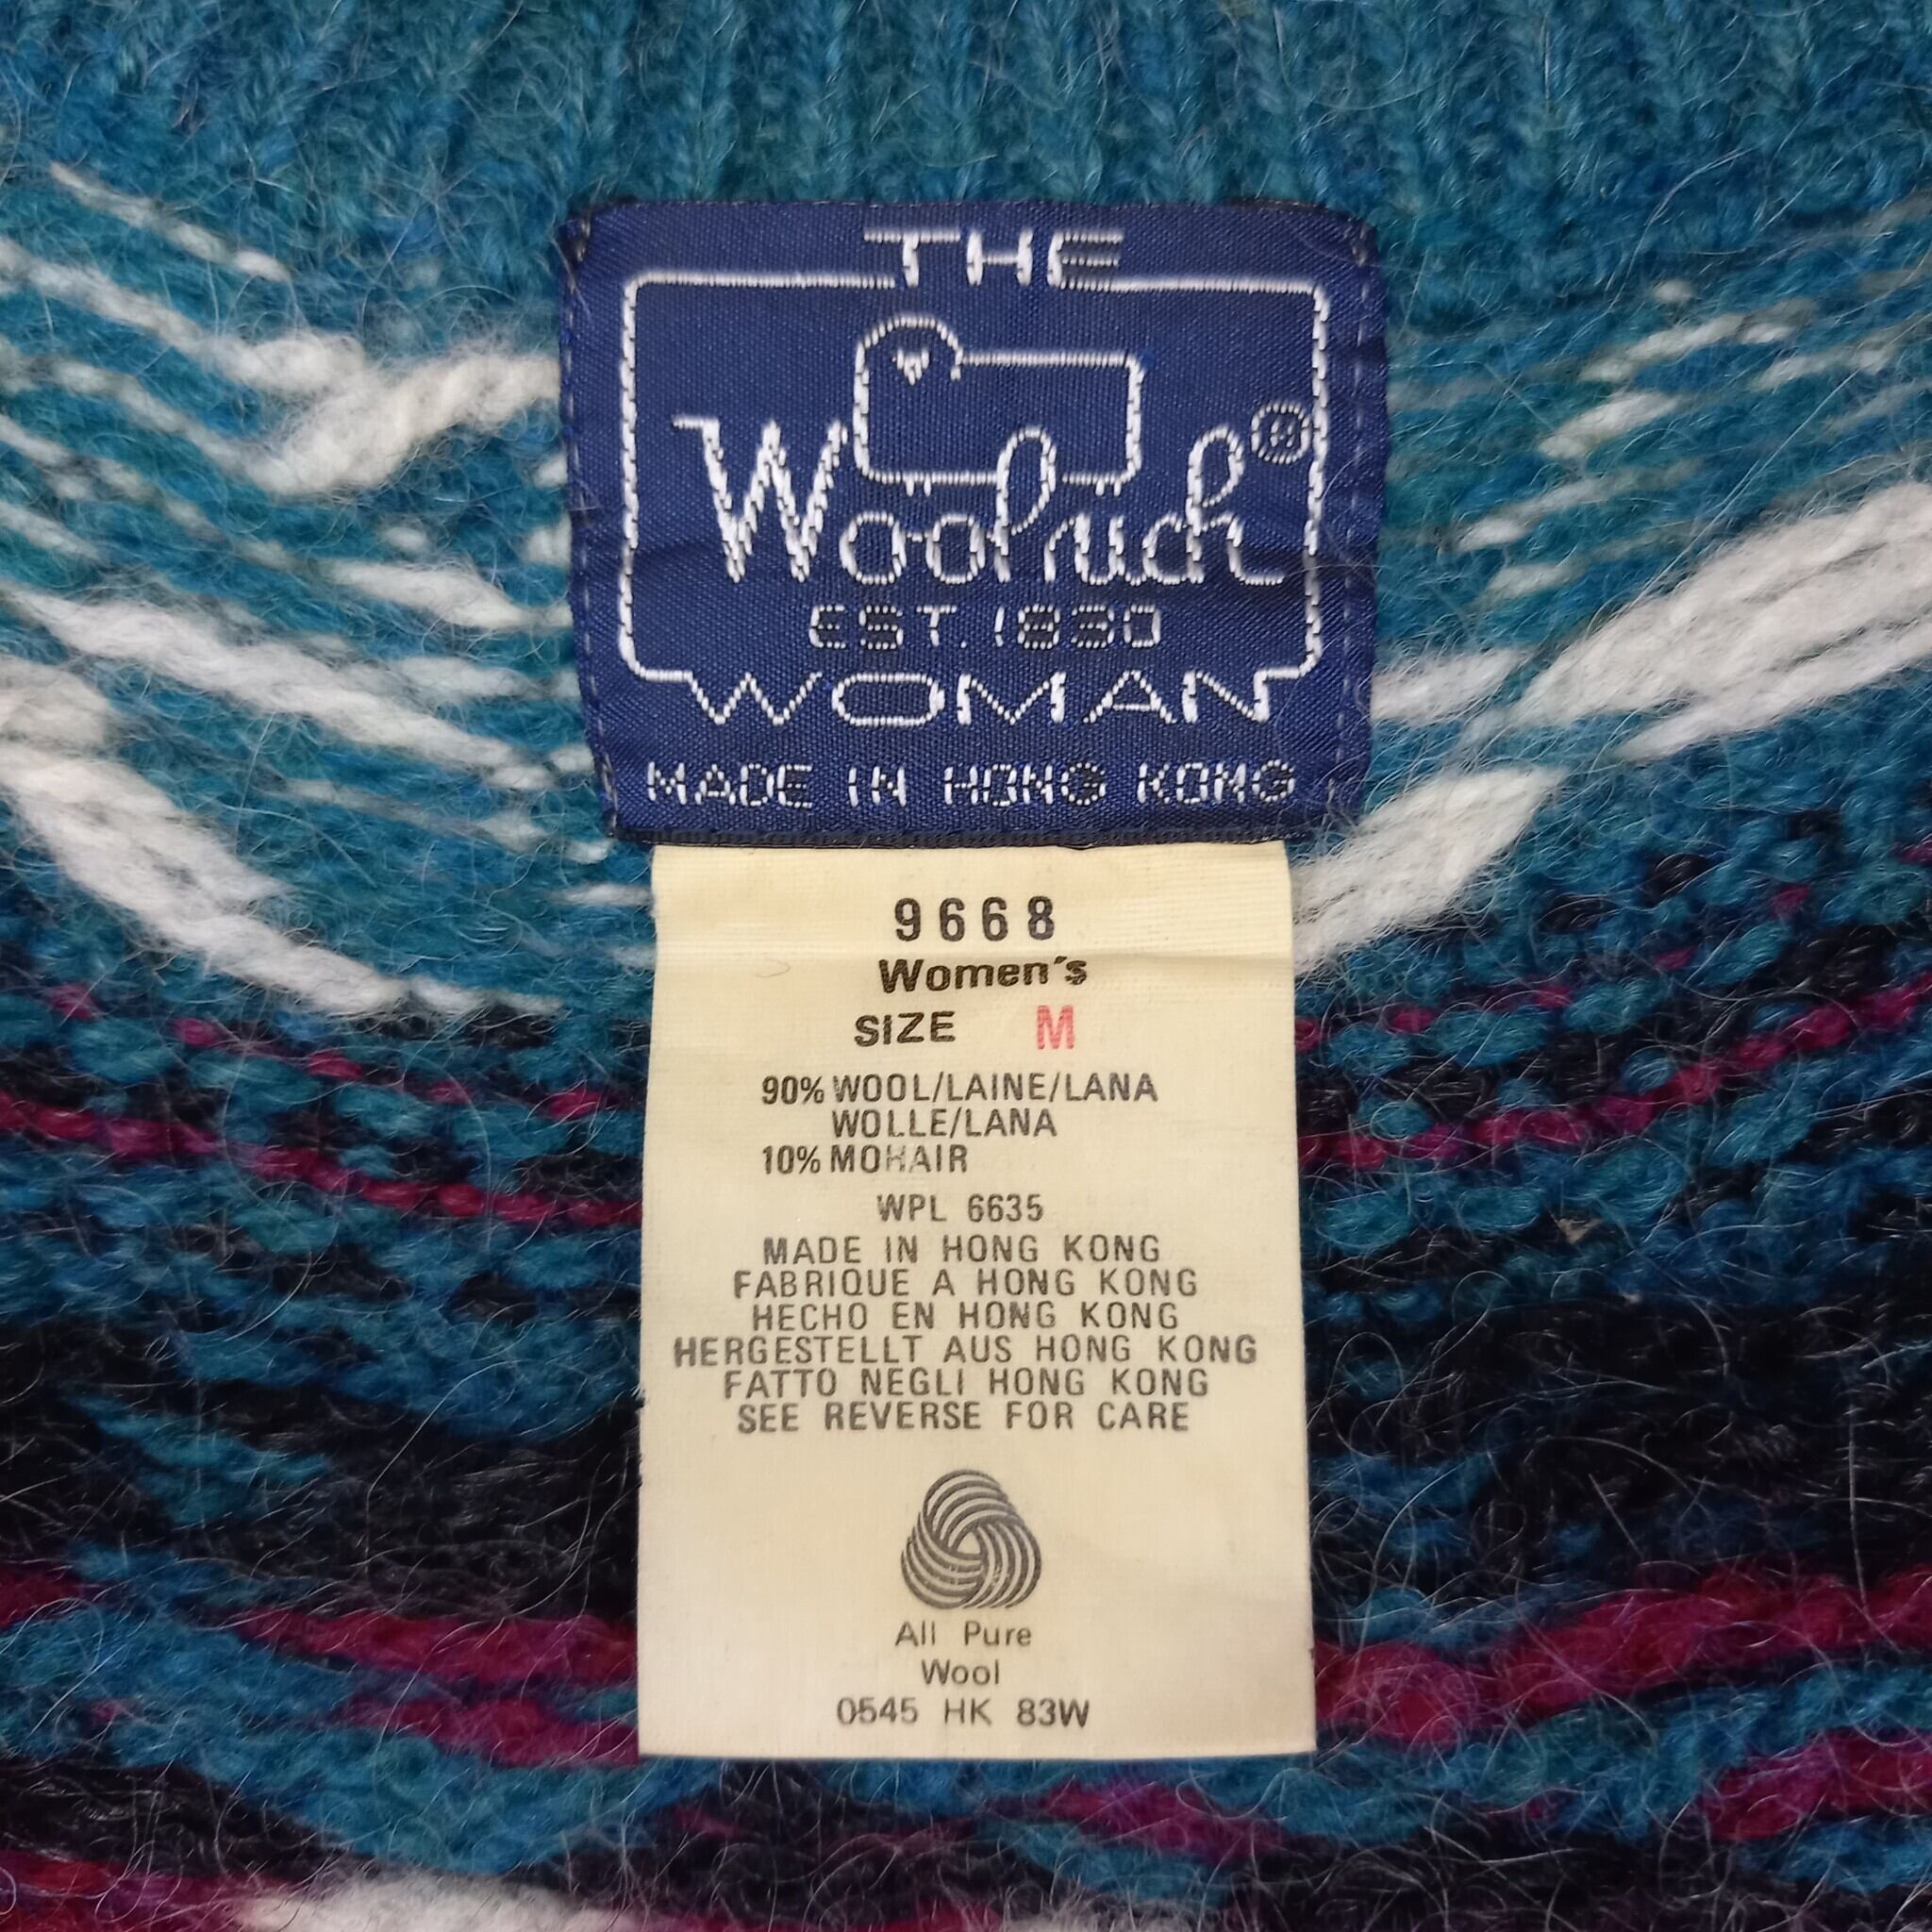 THE
Woolrich®
EST. 1830
WOMAN
MADE IN HONG KONG
9668
Women's
SIZE M
90% WOOL/LAINE/LANA
WOLLE/LANA
10% MOHAIR
WPL 6635
MADE IN HONG KONG
FABRIQUE A HONG KONG
HECHO EN HONG KONG
HERGESTELLT AUS HONG KONG
FATTO NEGLI HONG KONG
SEE REVERSE FOR CARE
All Pure
Wool
0545 HK 83W